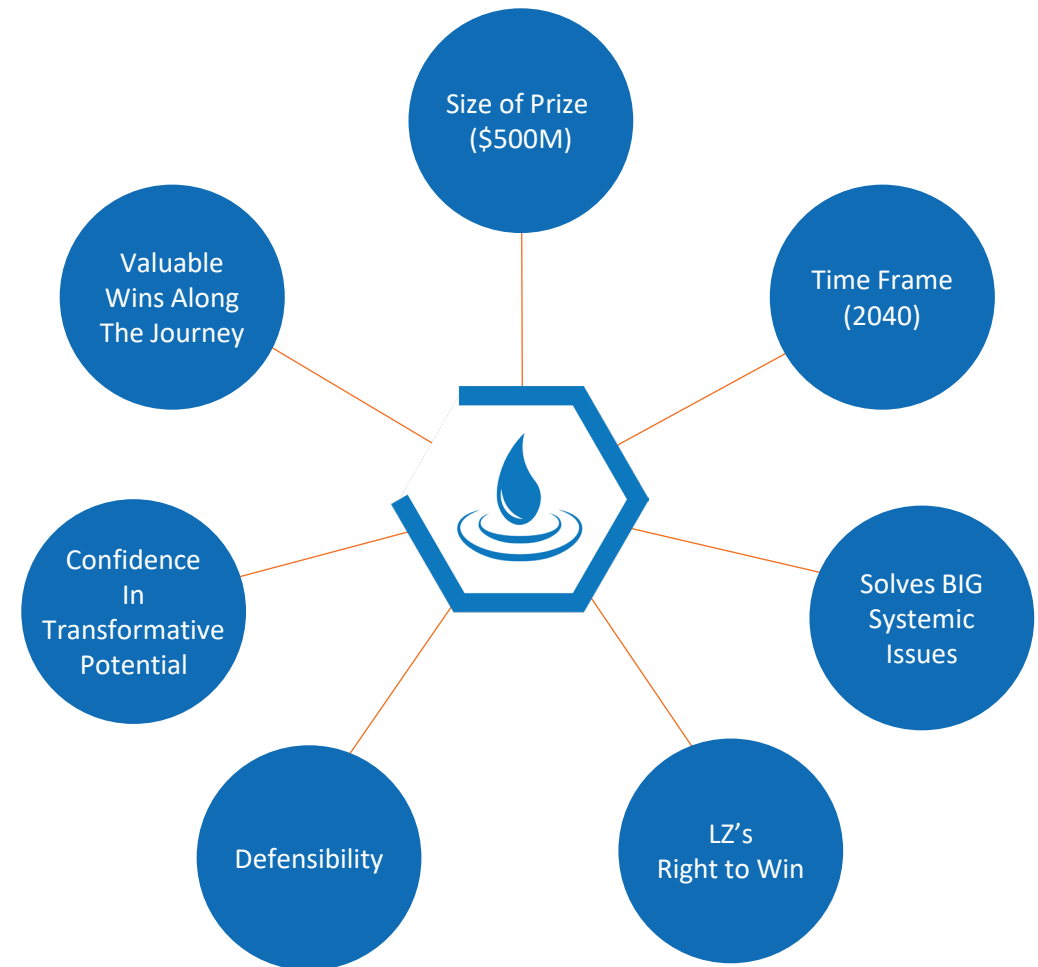 Size of Prize
($500M)
Time Frame
(2040)
Solves BIG
Systemic
Issues
LZ’s
Right to Win
Defensibility
Confidence
In
Transformative
Potential
Valuable
Wins Along
The Journey